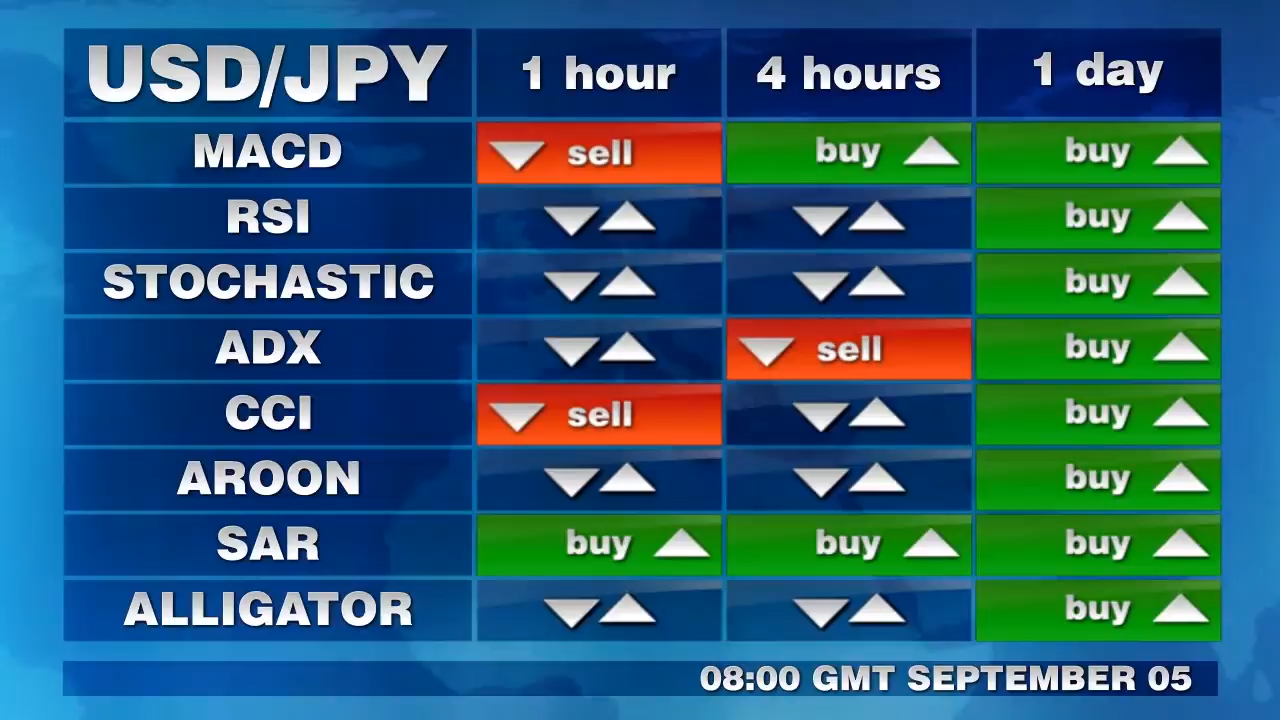 USD/JPY 1 hour 4 hours 1 day
MACD sell buy buy
RSI buy
STOCHASTIC buy
ADX sell buy
CCI sell buy
AROON buy
SAR buy buy buy
ALLIGATOR buy
08:00 GMT SEPTEMBER 05